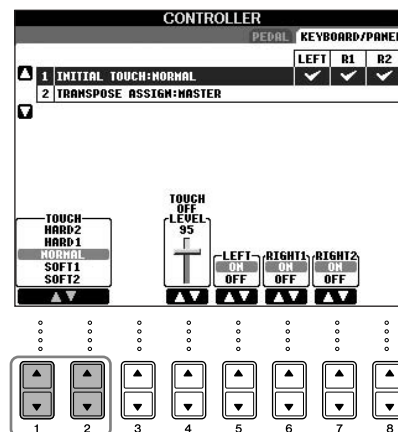 CONTROLLER
PEDAL KEYBOARD/PANEL
LEFT R1 R2
1 INITIAL TOUCH:NORMAL
2 TRANSPOSE ASSIGN:MASTER
TOUCH
OFF
LEVEL
95
TOUCH
HARD2
HARD1
NORMAL
SOFT1
SOFT2
LEFT
ON
OFF
RIGHT1
ON
OFF
RIGHT2
ON
OFF
1 2 3 4 5 6 7 8